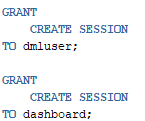 GRANT
CREATE SESSION
TO dmluser;
GRANT
CREATE SESSION
TO dashboard;